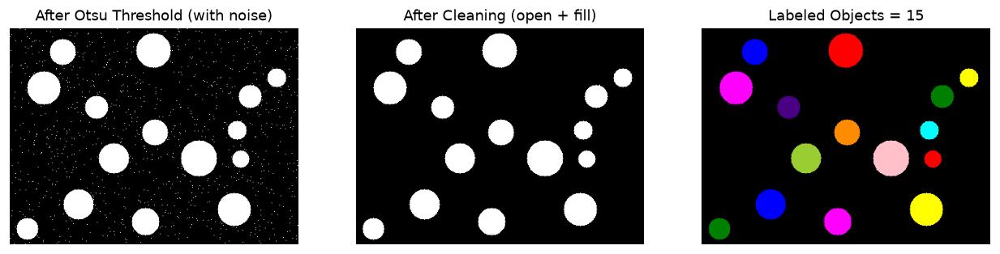 After Otsu Threshold (with noise)
After Cleaning (open + fill)
Labeled Objects = 15